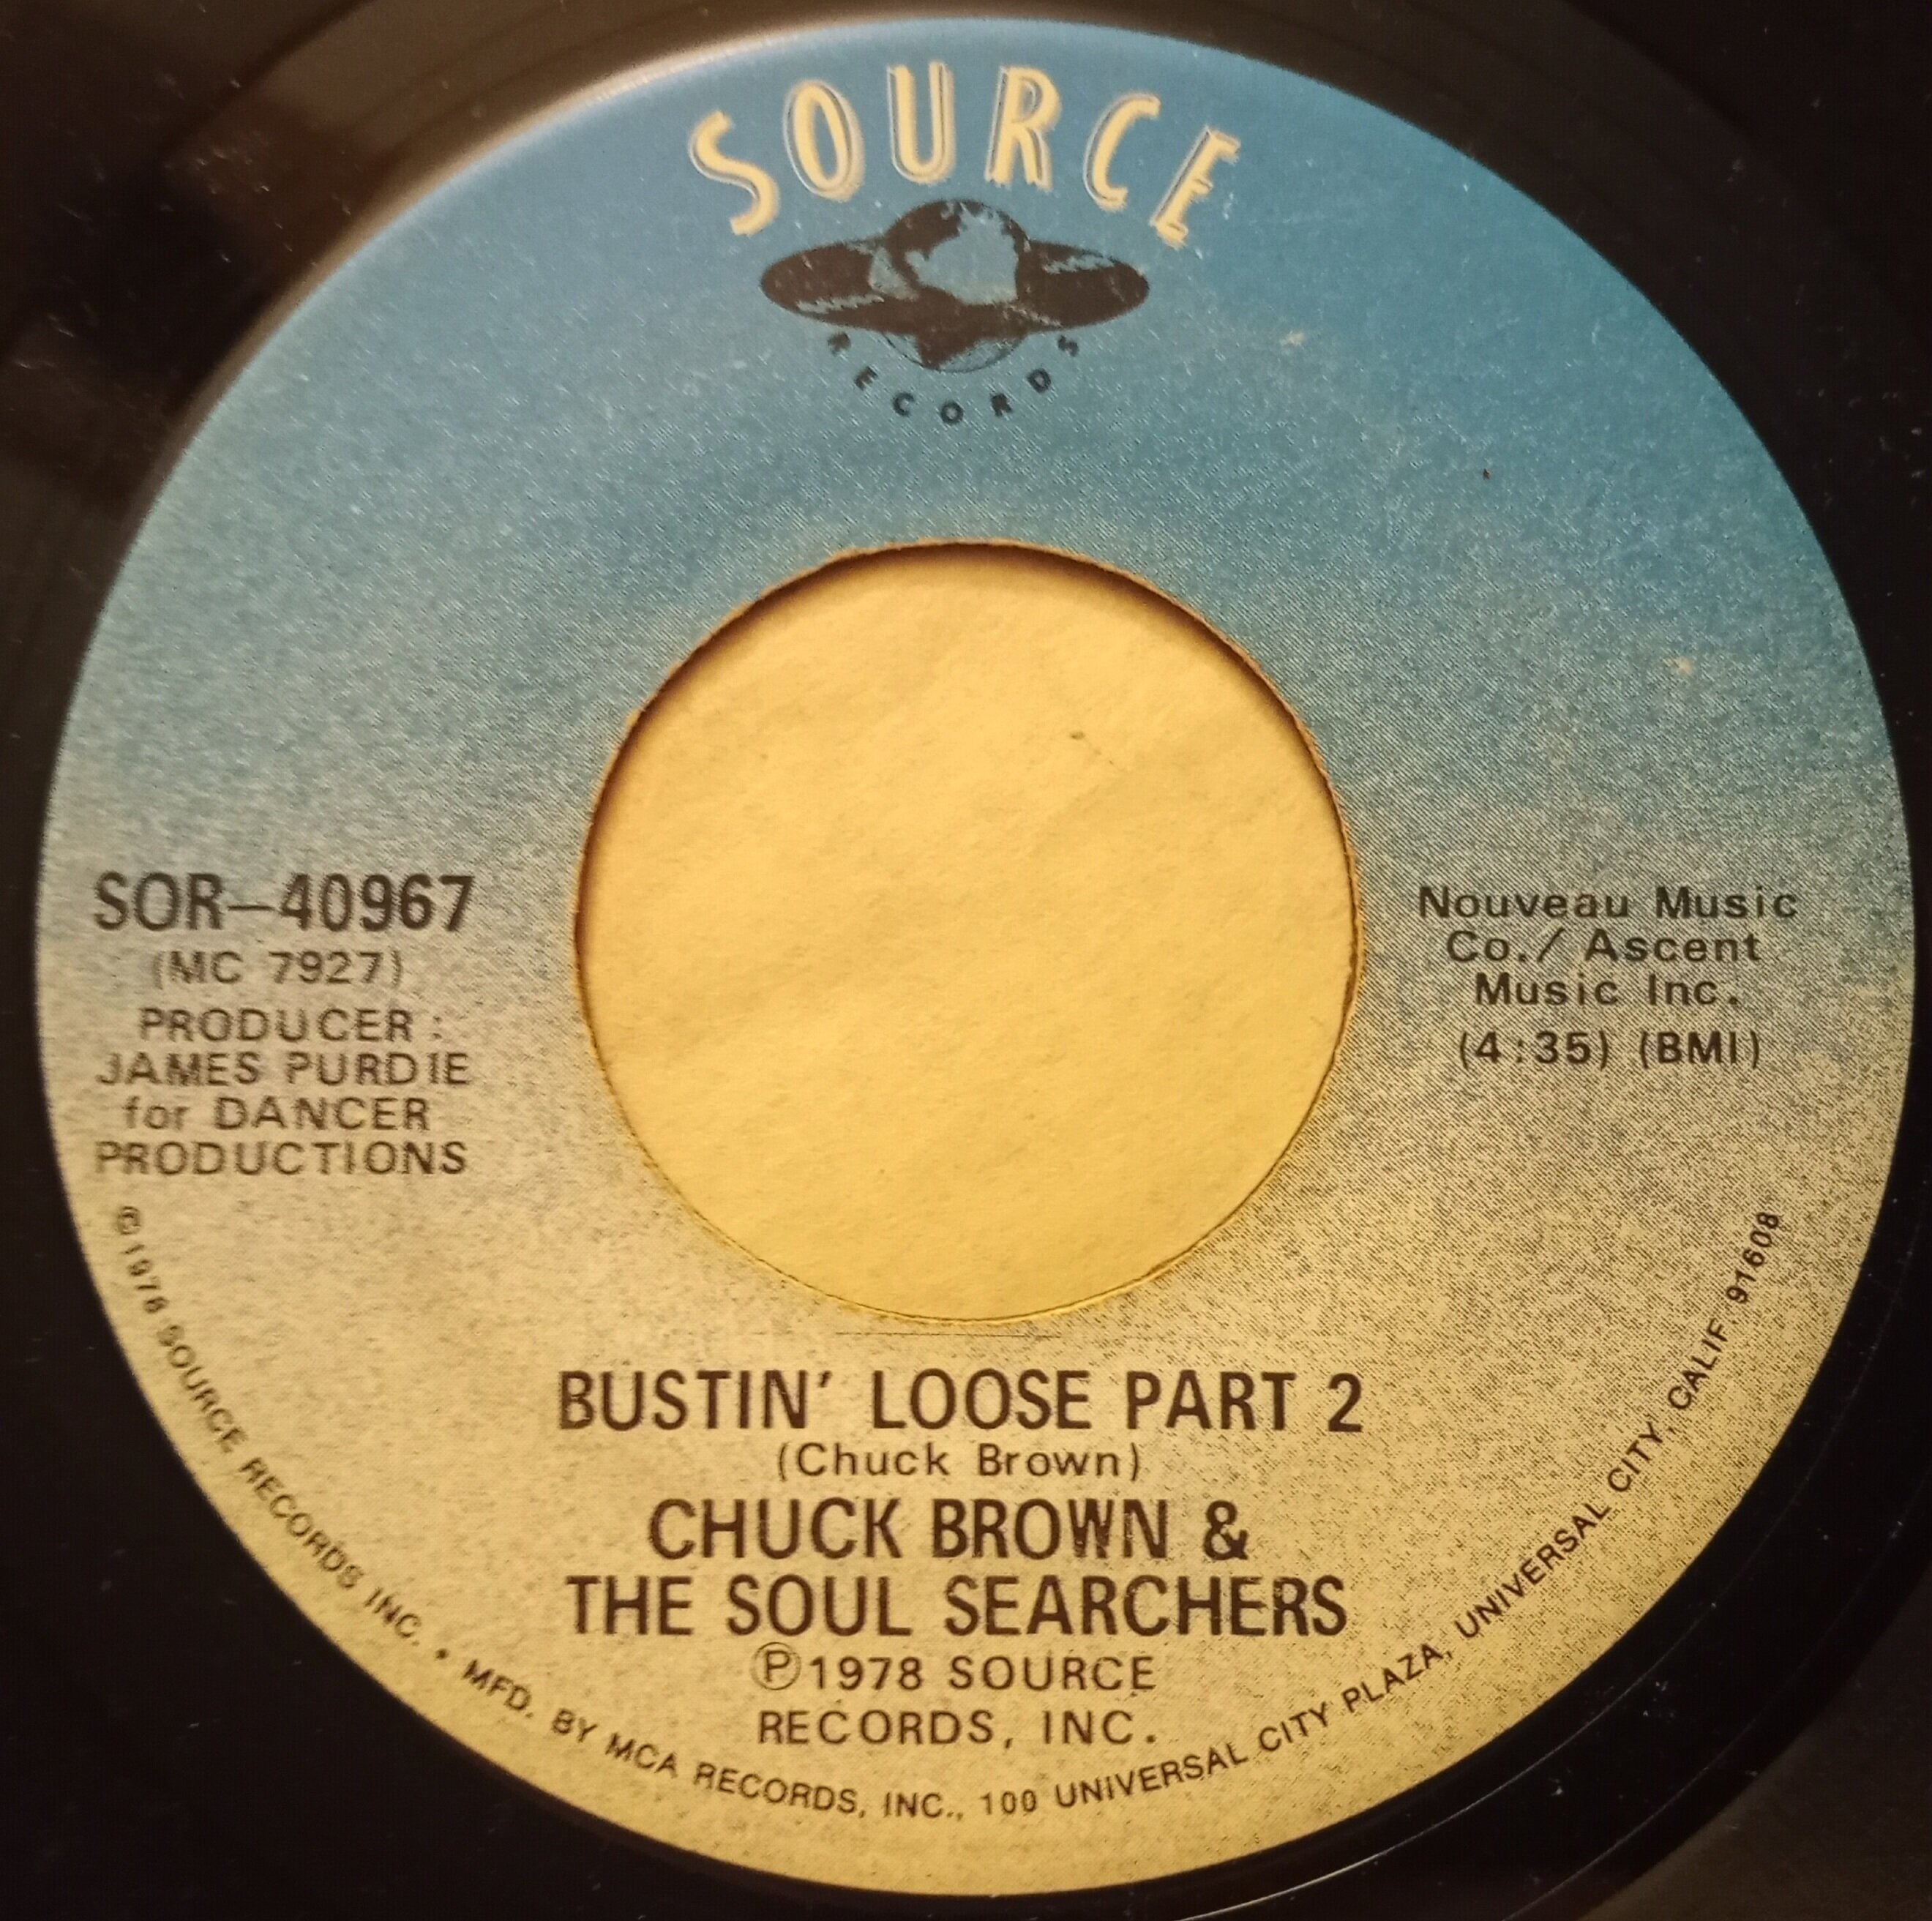 SOURCE
RECORDS
SOR-40967
(MC 7927)
PRODUCER:
JAMES PURDIE
for DANCER
PRODUCTIONS
Nouveau Music
Co./ Ascent
Music Inc.
(4:35) (BMI)
BUSTIN' LOOSE PART 2
(Chuck Brown)
CHUCK BROWN &
THE SOUL SEARCHERS
℗1978 SOURCE
RECORDS, INC.
©1978 SOURCE RECORDS INC. • MFD. BY MCA RECORDS, INC., 100 UNIVERSAL CITY PLAZA, UNIVERSAL CITY, CALIF. 91608